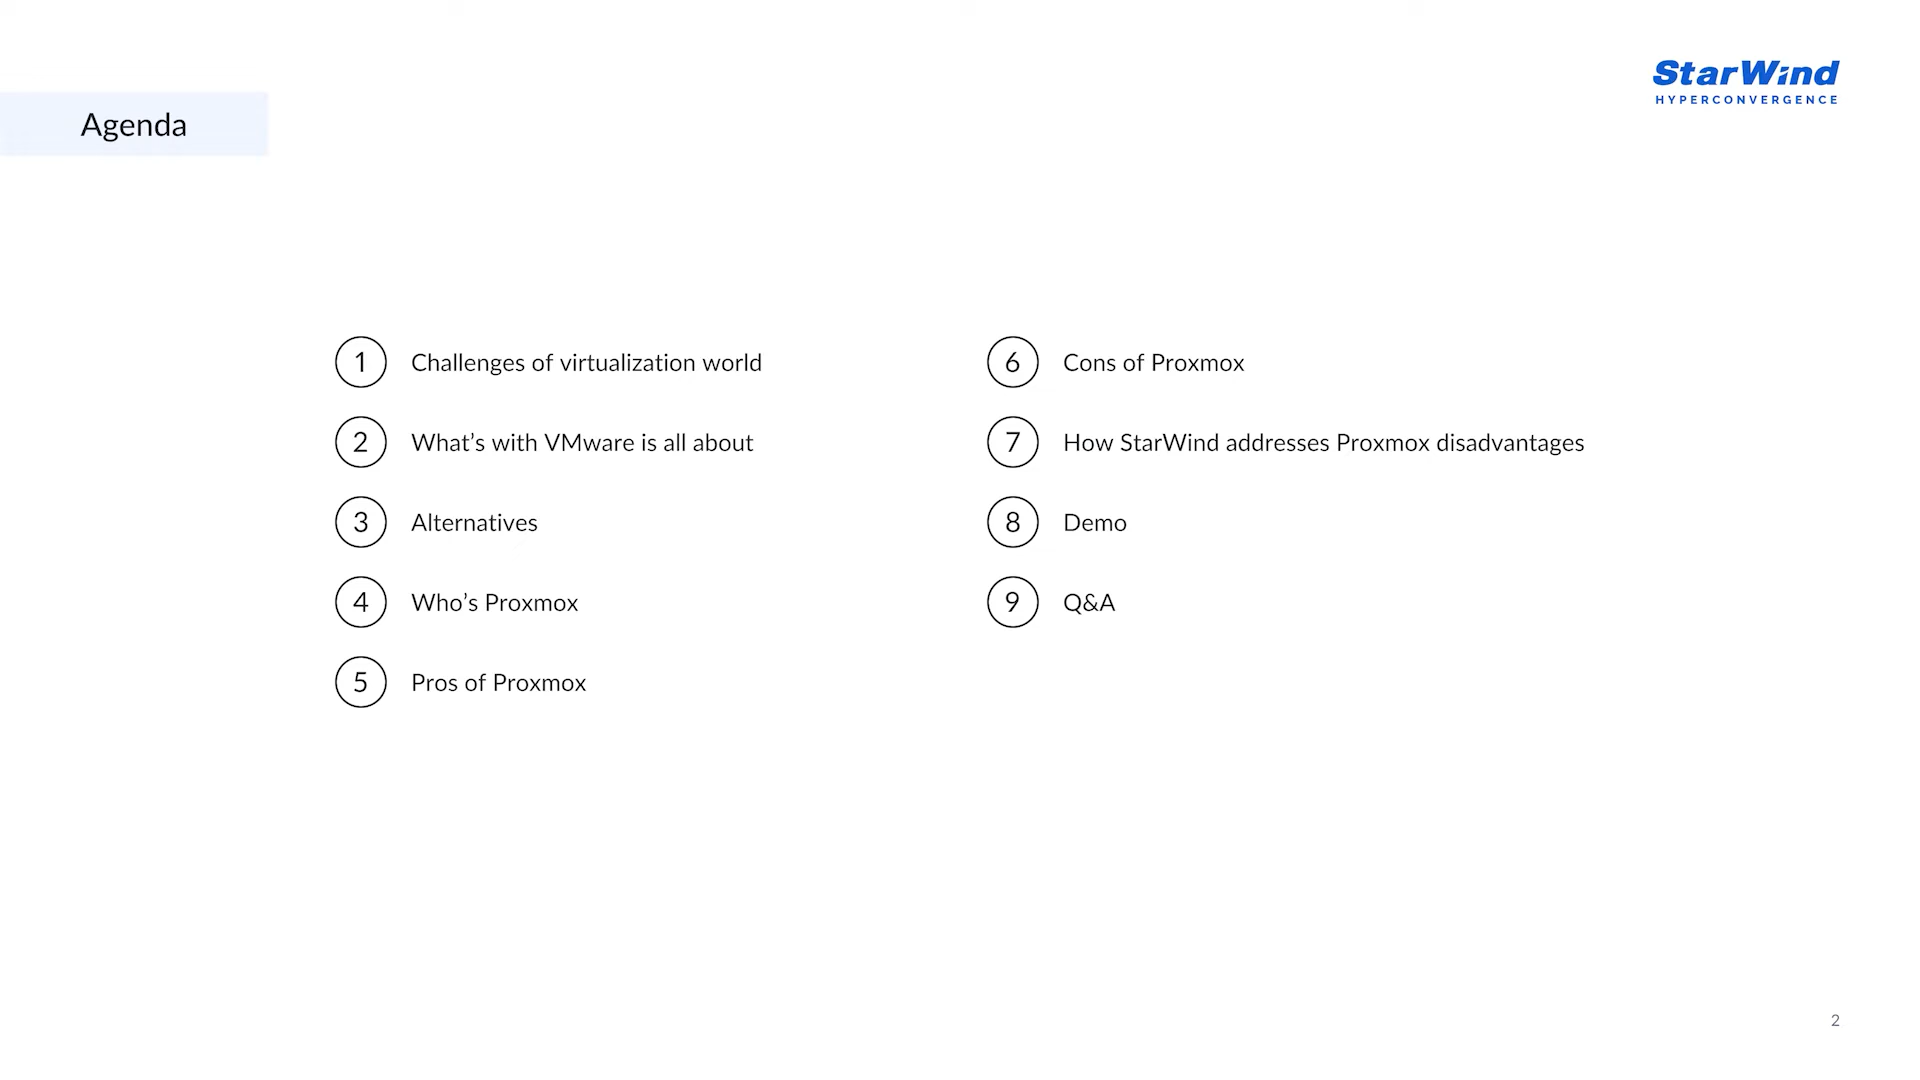 StarWind
HYPERCONVERGENCE
Agenda
1 Challenges of virtualization world
2 What’s with VMware is all about
3 Alternatives
4 Who’s Proxmox
5 Pros of Proxmox
6 Cons of Proxmox
7 How StarWind addresses Proxmox disadvantages
8 Demo
9 Q&A
2